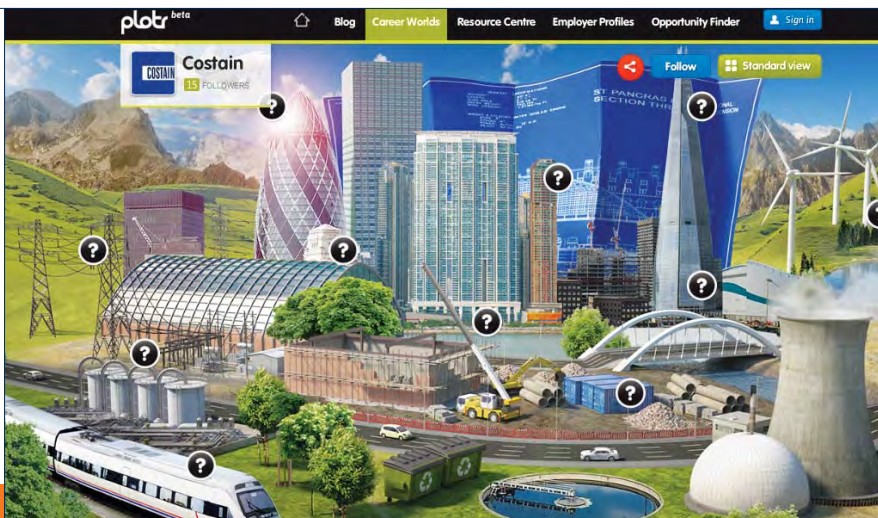 plotr beta
Blog
Career Worlds
Resource Centre
Employer Profiles
Opportunity Finder
Sign in
COSTAIN
Costain
15 FOLLOWERS
Follow
Standard view
ST PANCRAS
SECTION THR
?
?
?
?
?
?
?
?
?
?
?